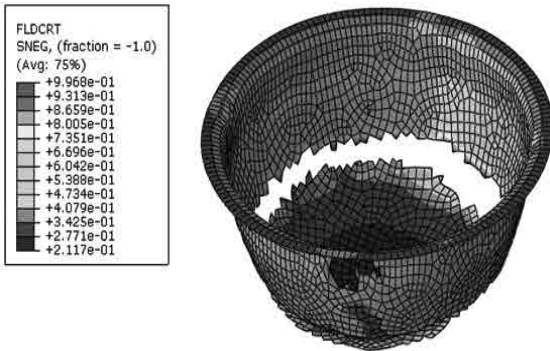 FLDCRT
SNEG, (fraction = -1.0)
(Avg: 75%)
+9.968e-01
+9.313e-01
+8.659e-01
+8.005e-01
+7.351e-01
+6.696e-01
+6.042e-01
+5.388e-01
+4.734e-01
+4.079e-01
+3.425e-01
+2.771e-01
+2.117e-01